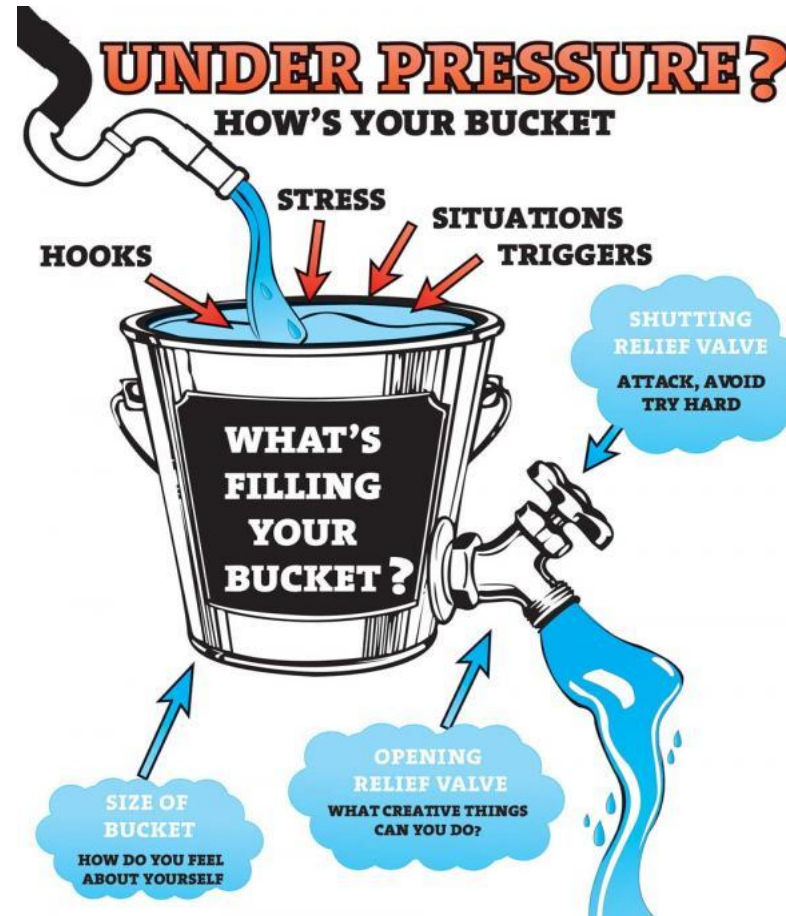 UNDER PRESSURE?
HOW'S YOUR BUCKET
STRESS
SITUATIONS
HOOKS
TRIGGERS
SHUTTING
RELIEF VALVE
ATTACK, AVOID
TRY HARD
WHAT'S
FILLING
YOUR
BUCKET?
OPENING
RELIEF VALVE
WHAT CREATIVE THINGS
CAN YOU DO?
SIZE OF
BUCKET
HOW DO YOU FEEL
ABOUT YOURSELF